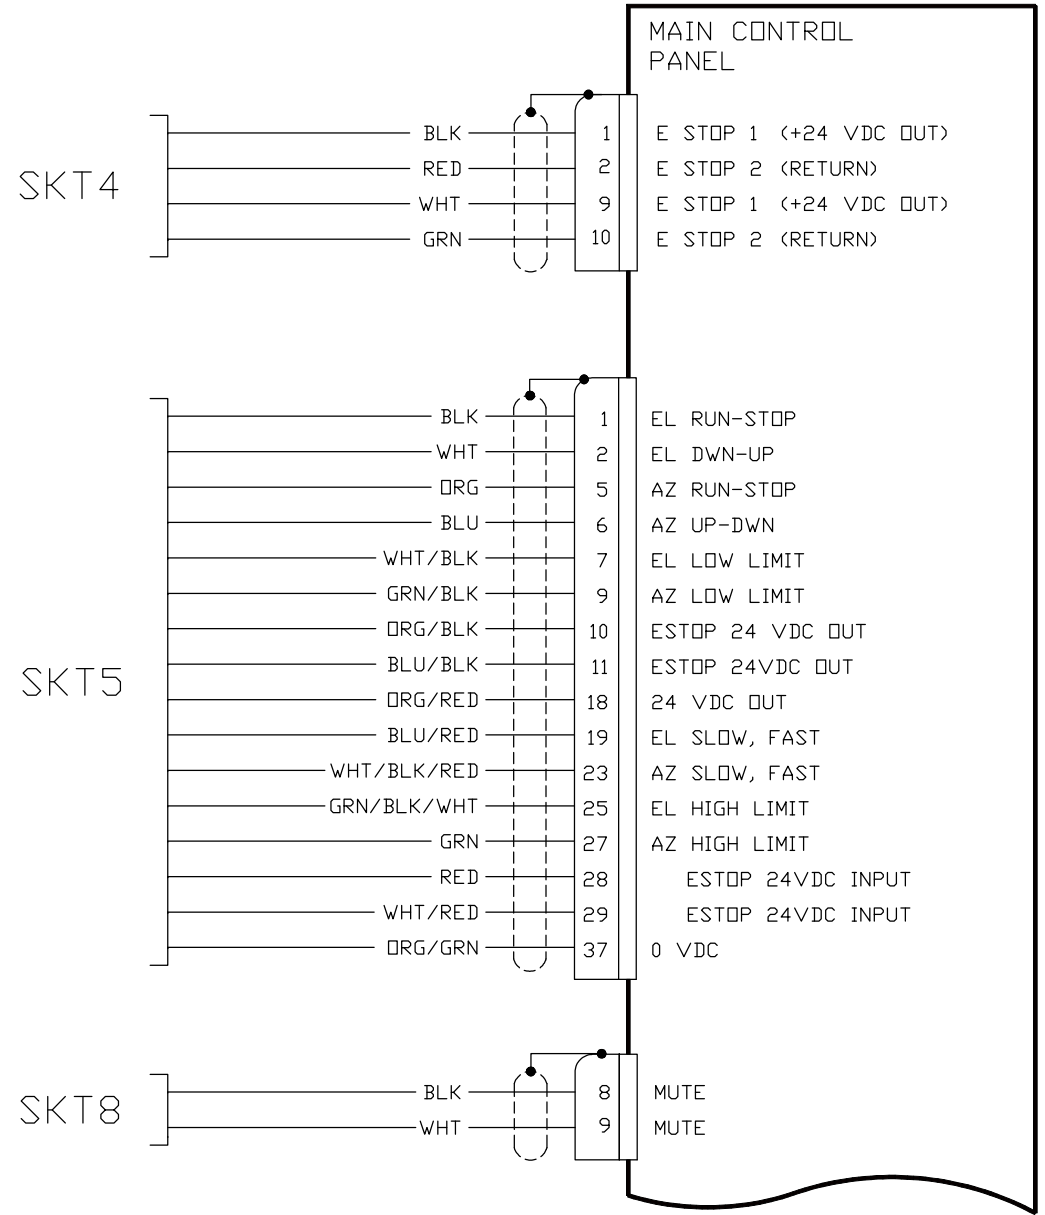 MAIN CONTROL
PANEL
SKT4
BLK 1 E STOP 1 (+24 VDC OUT)
RED 2 E STOP 2 (RETURN)
WHT 9 E STOP 1 (+24 VDC OUT)
GRN 10 E STOP 2 (RETURN)
SKT5
BLK 1 EL RUN-STOP
WHT 2 EL DWN-UP
ORG 5 AZ RUN-STOP
BLU 6 AZ UP-DWN
WHT/BLK 7 EL LOW LIMIT
GRN/BLK 9 AZ LOW LIMIT
ORG/BLK 10 ESTOP 24 VDC OUT
BLU/BLK 11 ESTOP 24VDC OUT
ORG/RED 18 24 VDC OUT
BLU/RED 19 EL SLOW, FAST
WHT/BLK/RED 23 AZ SLOW, FAST
GRN/BLK/WHT 25 EL HIGH LIMIT
GRN 27 AZ HIGH LIMIT
RED 28 ESTOP 24VDC INPUT
WHT/RED 29 ESTOP 24VDC INPUT
ORG/GRN 37 0 VDC
SKT8
BLK 8 MUTE
WHT 9 MUTE